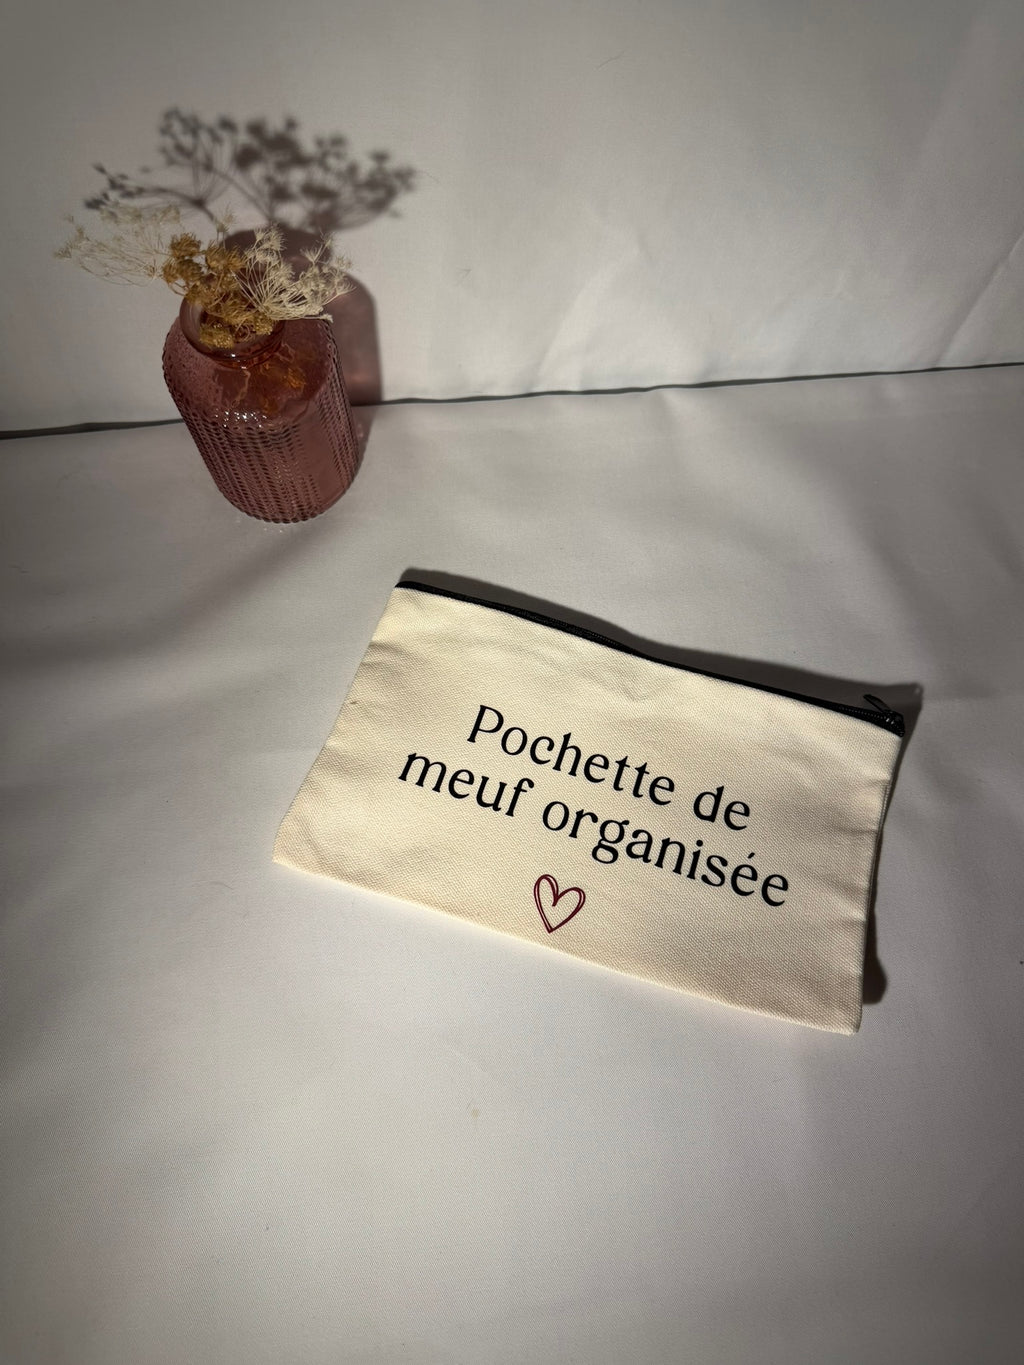 Pochette de
meuf organisée